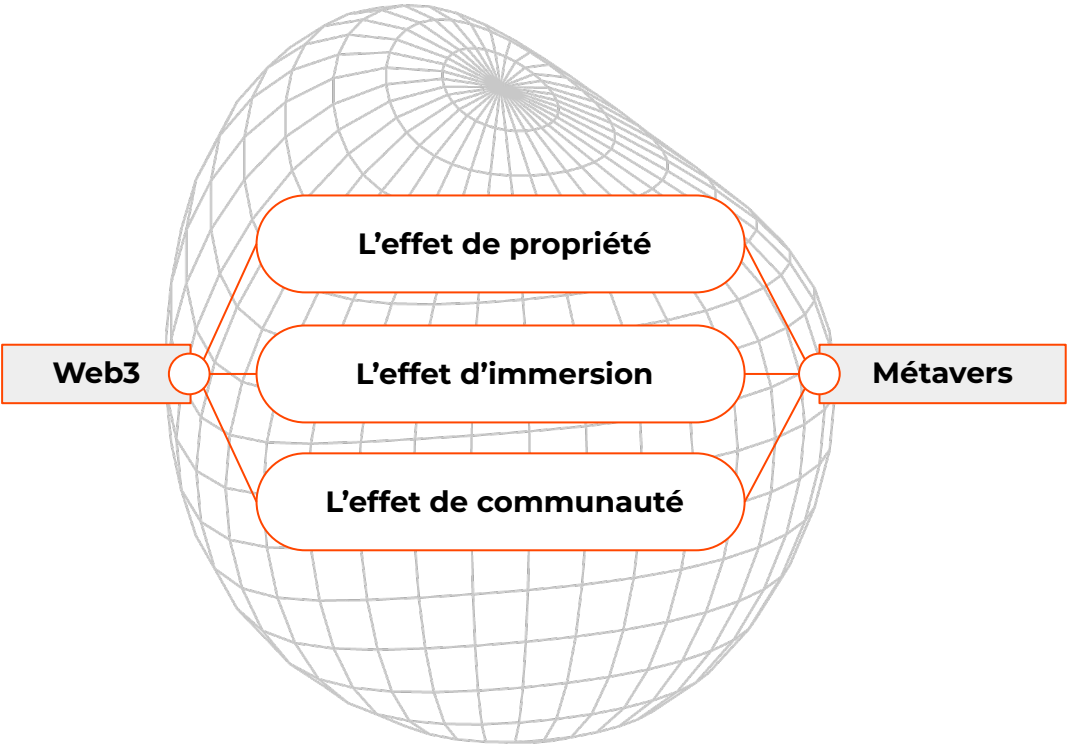 L’effet de propriété
Web3
L’effet d’immersion
Métavers
L’effet de communauté